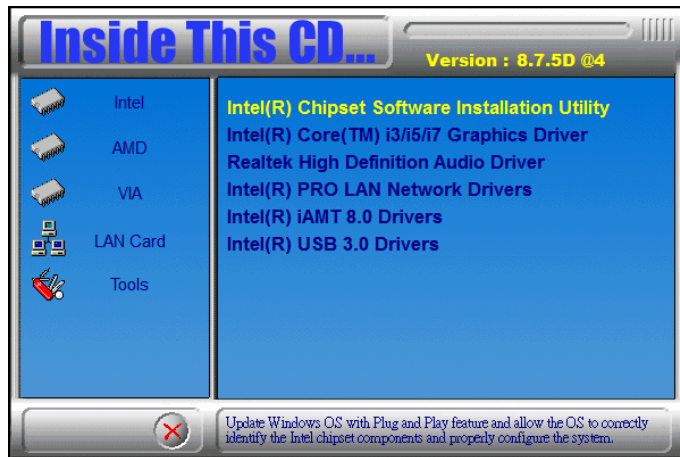 Inside This CD...
Version : 8.7.5D @4
Intel
AMD
VIA
LAN Card
Tools
Intel(R) Chipset Software Installation Utility
Intel(R) Core(TM) i3/i5/i7 Graphics Driver
Realtek High Definition Audio Driver
Intel(R) PRO LAN Network Drivers
Intel(R) iAMT 8.0 Drivers
Intel(R) USB 3.0 Drivers
Update Windows OS with Plug and Play feature and allow the OS to correctly
identify the Intel chipset components and properly configure the system.